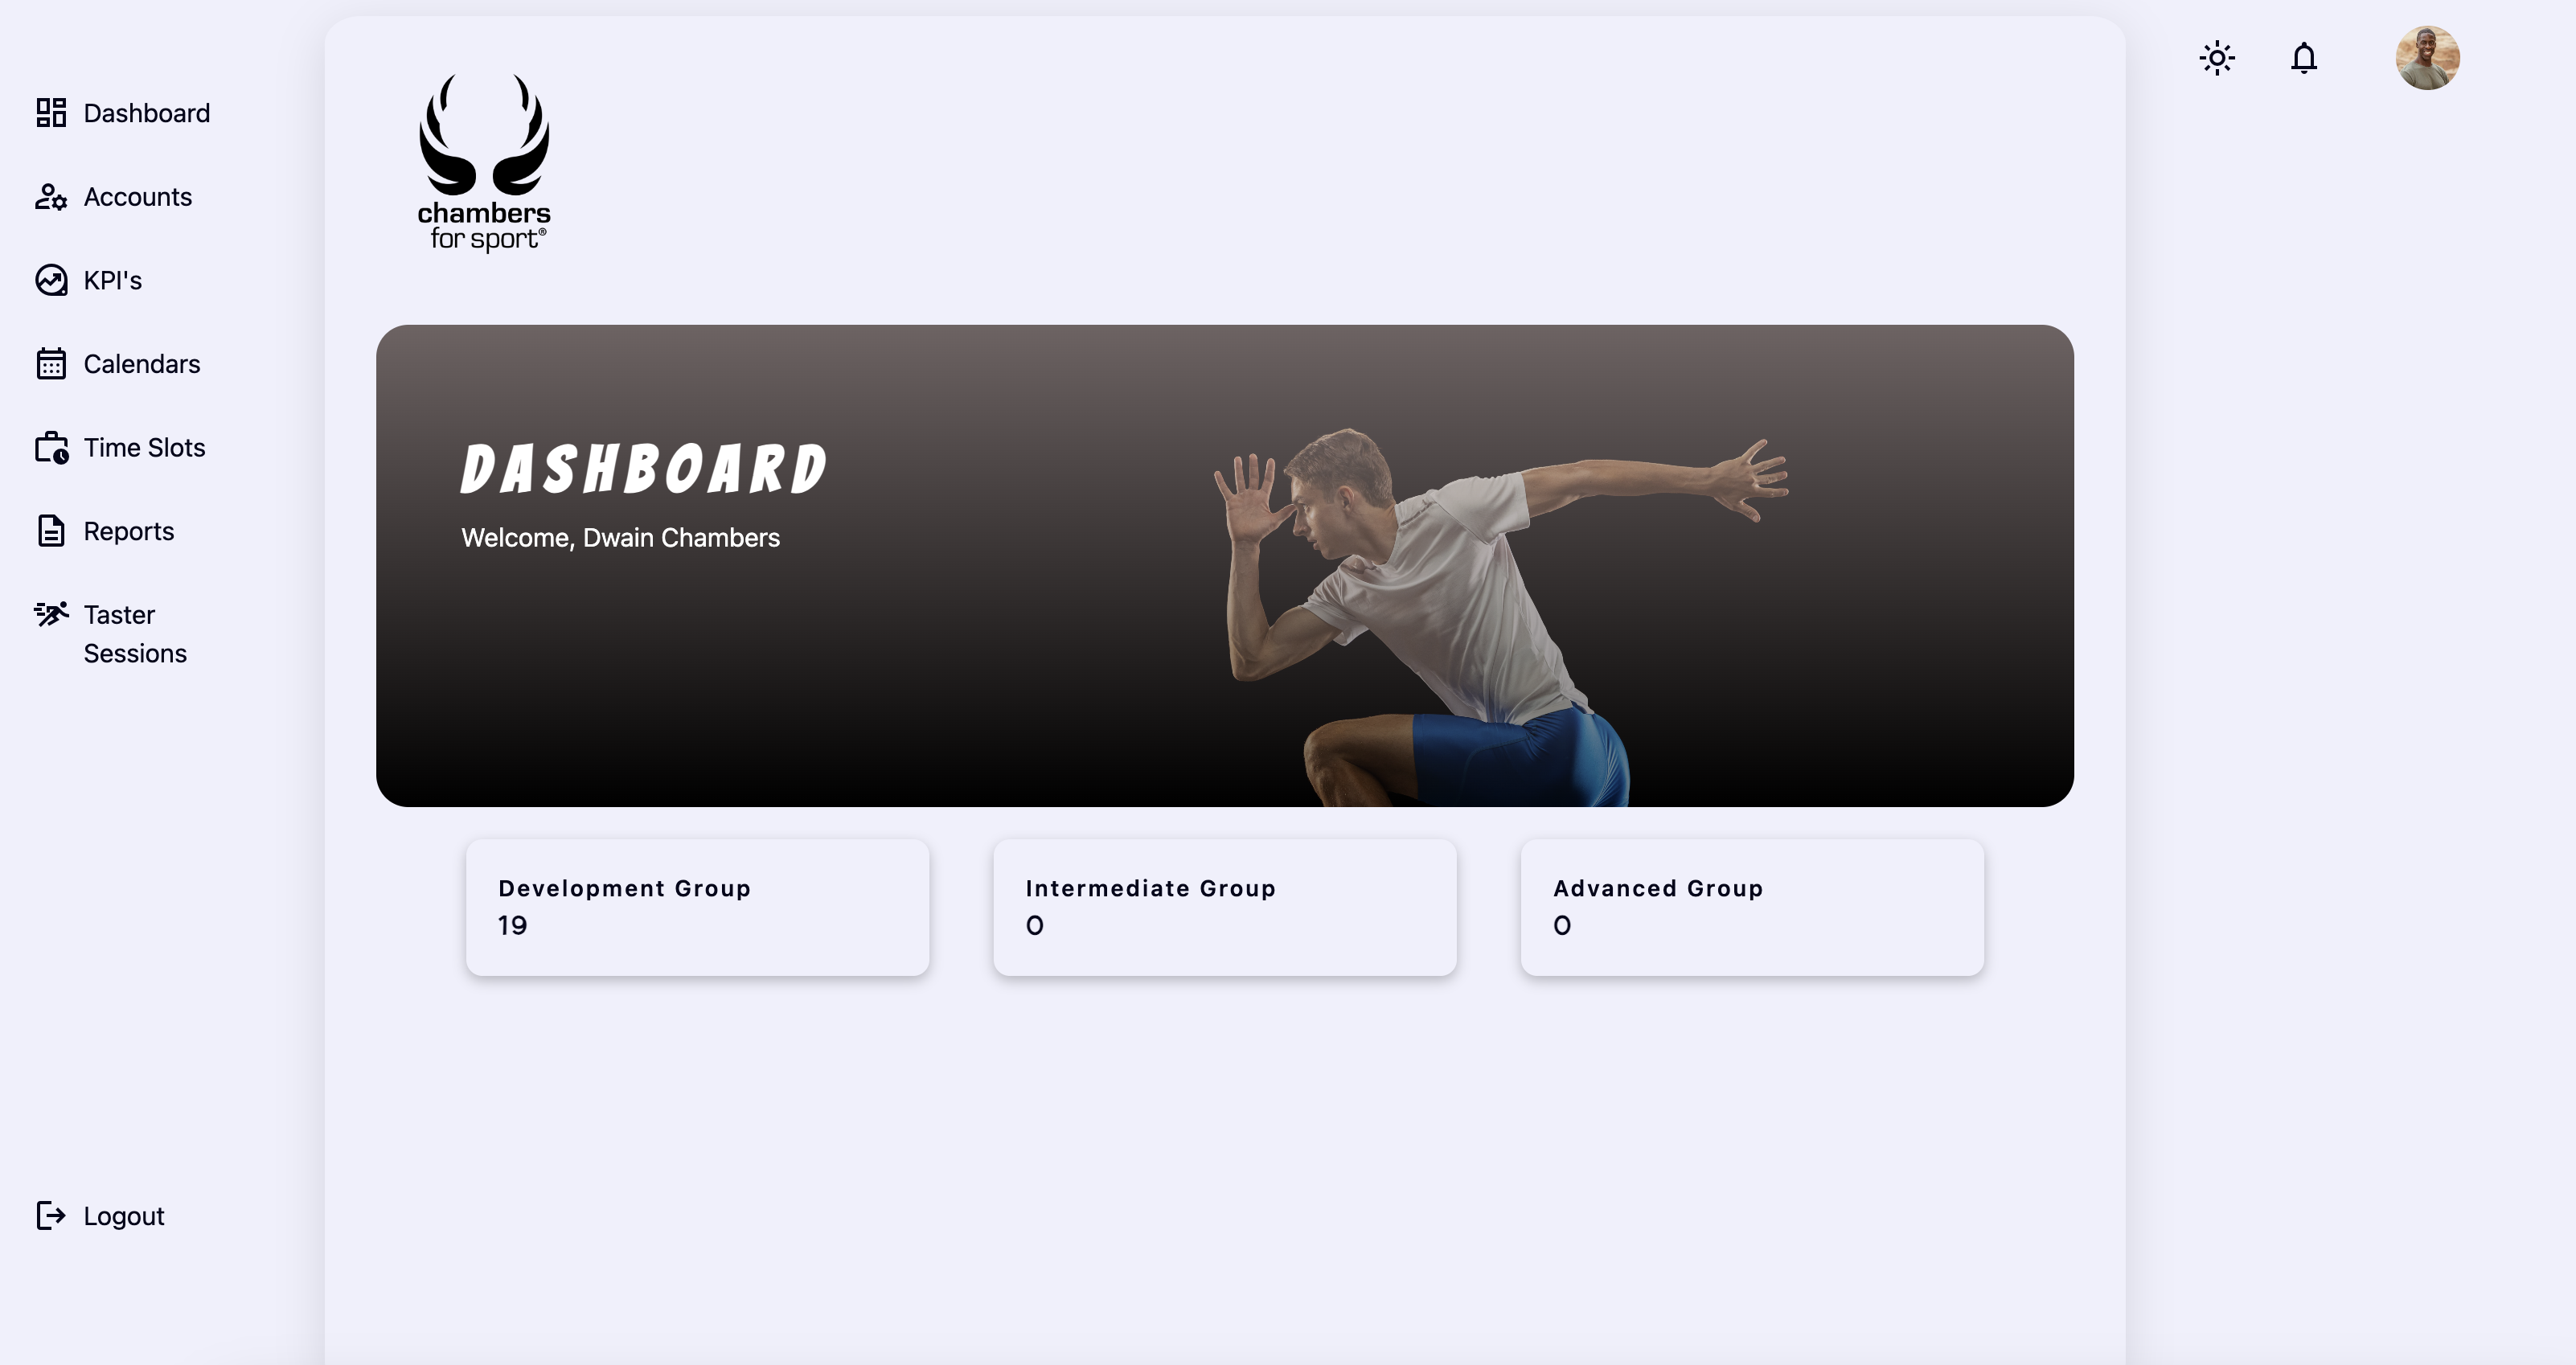 Dashboard
Accounts
KPI's
Calendars
Time Slots
Reports
Taster
Sessions
Logout
chambers
for sport®
DASHBOARD
Welcome, Dwain Chambers
Development Group
19
Intermediate Group
0
Advanced Group
0